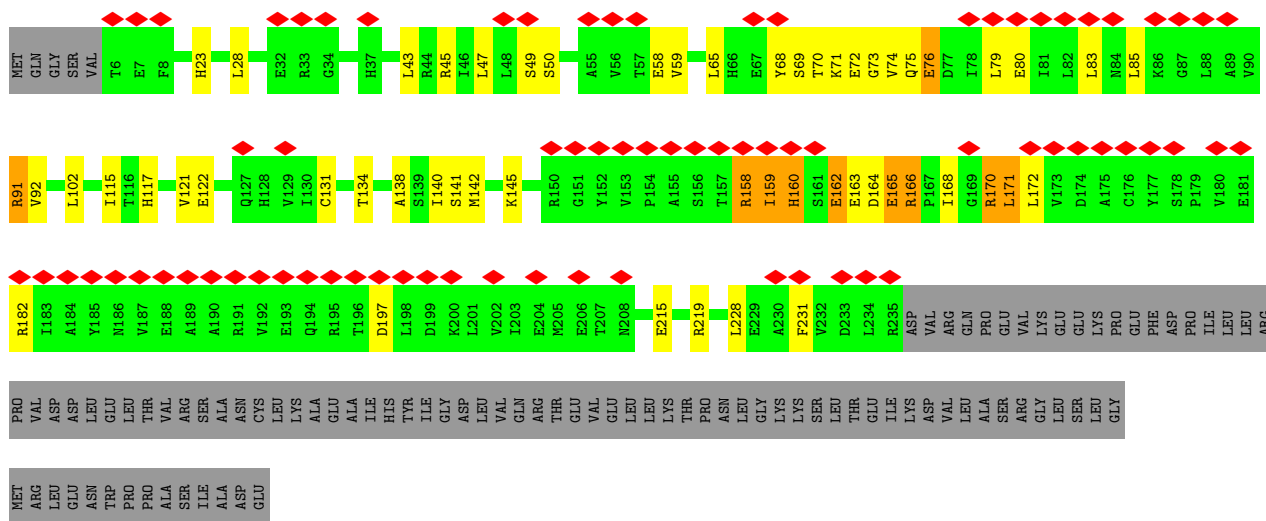 MET GLN GLY SER VAL T6 E7 F8 H23 L28 E32 R33 G34 H37 L43 R44 R45 I46 L47 L48 S49 S50 A55 V56 T57 E58 V59 L65 H66 E67 Y68 S69 T70 K71 E72 G73 V74 Q75 E76 D77 I78 L79 E80 I81 L82 L83 N84 L85 K86 G87 L88 A89 V90
R91 V92 L102 I115 T116 H117 V121 E122 Q127 H128 V129 I130 C131 T134 A138 S139 I140 S141 M142 K145 R150 G151 Y152 V153 P154 A155 S156 T157 R158 I159 H160 S161 E162 E163 D164 E165 R166 P167 I168 G169 R170 L171 L172 V173 D174 A175 C176 Y177 S178 P179 V180 E181
R182 I183 A184 Y185 N186 V187 E188 A189 A190 R191 V192 E193 Q194 R195 T196 D197 L198 D199 K200 L201 V202 I203 E204 M205 E206 T207 N208 E215 R219 L228 E229 A230 F231 V232 D233 L234 R235 ASP VAL ARG GLN PRO GLU VAL LYS GLU GLU LYS PRO GLU PHE ASP PRO ILE LEU LEU ARG
PRO VAL ASP ASP LEU GLU LEU THR VAL ARG SER ALA ASN CYS LEU LYS ALA GLU ALA ILE HIS TYR ILE GLY ASP LEU VAL GLN ARG THR GLU VAL GLU LEU LEU LYS THR PRO ASN LEU GLY LYS LYS SER LEU THR GLU ILE LYS ASP VAL LEU ALA SER ARG GLY LEU SER LEU GLY
MET ARG LEU GLU ASN TRP PRO PRO ALA SER ILE ALA ASP GLU